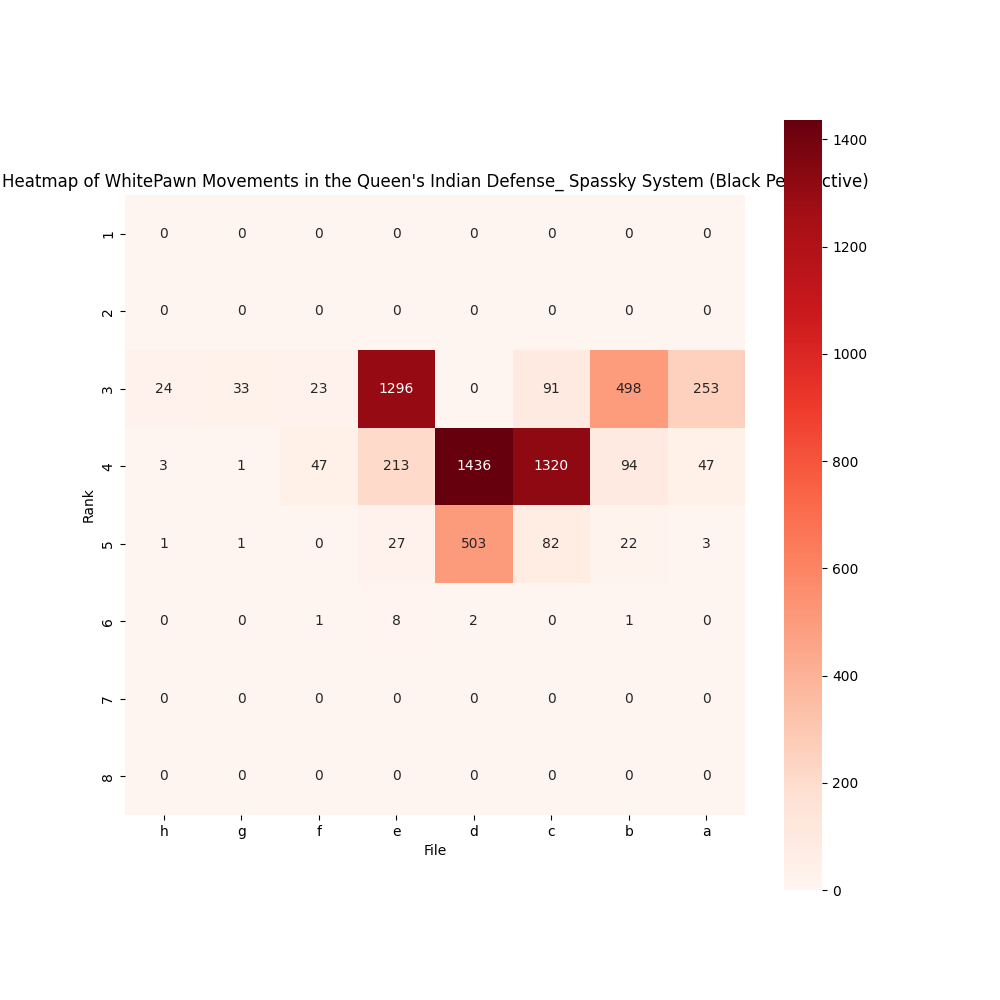 Heatmap of WhitePawn Movements in the Queen's Indian Defense_ Spassky System (Black Pe ctive)
1 0 0 0 0 0 0 0 0
2 0 0 0 0 0 0 0 0
3 24 33 23 1296 0 91 498 253
4 3 1 47 213 1436 1320 94 47
5 1 1 0 27 503 82 22 3
6 0 0 1 8 2 0 1 0
7 0 0 0 0 0 0 0 0
8 0 0 0 0 0 0 0 0
h g f e d c b a
File
Rank
1400
1200
1000
800
600
400
200
0